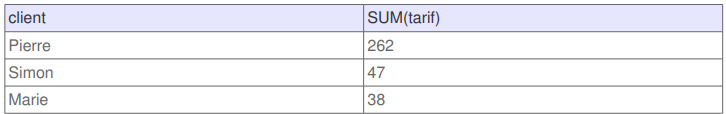 client SUM(tarif)
Pierre 262
Simon 47
Marie 38